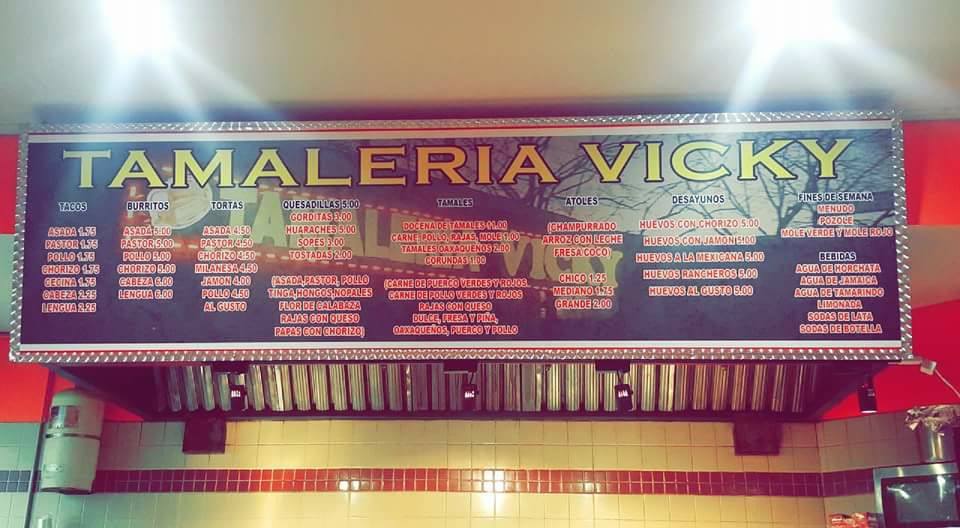 TAMALERIA VICKY
TACOS
ASADA 1.75
PASTOR 1.75
POLLO 1.75
CHORIZO 1.75
CECINA 1.75
CABEZA 2.25
LENGUA 2.25
BURRITOS
ASADA 5.00
PASTOR 5.00
POLLO 5.00
CHORIZO 5.00
CABEZA 6.00
LENGUA 6.00
TORTAS
ASADA 4.50
PASTOR 4.50
CHORIZO 4.50
MILANESA 4.50
JAMON 4.00
POLLO 4.50
AL GUSTO
QUESADILLAS 5:00
GORDITAS 3.00
HUARACHES 5.00
SOPES 3.00
TOSTADAS 2.00
(ASADA,PASTOR, POLLO
TINGA,HONGOS,NOPALES
FLOR DE CALABAZA
RAJAS CON QUESO
PAPAS CON CHORIZO)
TAMALES
DOCENA DE TAMALES 11.00
CARNE, POLLO, RAJAS, MOLE 1.00
TAMALES OAXAQUEÑOS 2.00
CORUNDAS 1.00
(CARNE DE PUERCO VERDES Y ROJOS.
CARNE DE POLLO VERDES Y ROJOS
RAJAS CON QUESO
DULCE, FRESA Y PIÑA,
OAXAQUEÑOS, PUERCO Y POLLO
ATOLES
(CHAMPURRADO
ARROZ CON LECHE
FRESA COCO)
CHICO 1.25
MEDIANO 1.75
GRANDE 2.00
DESAYUNOS
HUEVOS CON CHORIZO 5.00
HUEVOS CON JAMON 5:00
HUEVOS A LA MEXICANA 5.00
HUEVOS RANGHEROS 5.00
HUEVOS AL GUSTO 5.00
FINES DE SEMANA
MENUDO
POZOLE
MOLE VERDE Y MOLE ROJO
BEBIDAS
AGUA DE HORCHATA
AGUA DE JAMAICA
AGUA DE TAMARINDO
LIMONADA
SODAS DE LATA
SODAS DE BOTELLA